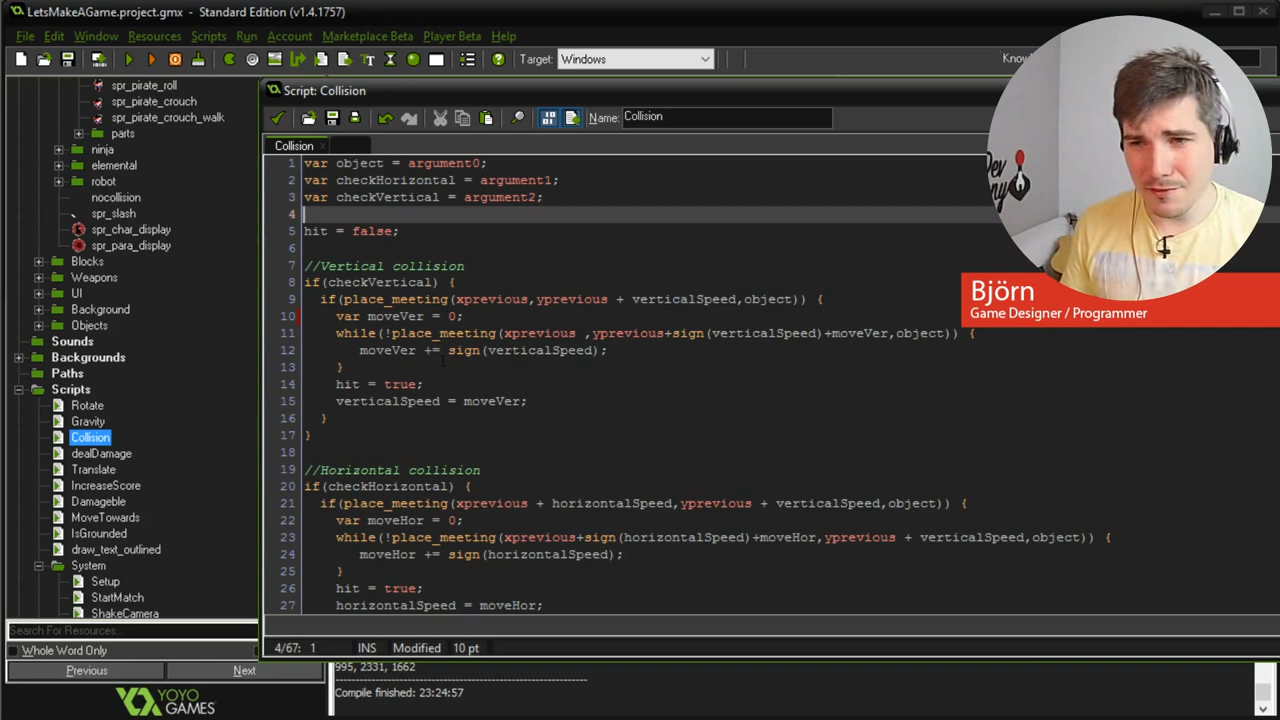 LetsMakeAGame.project.gmx - Standard Edition (v1.4.1757)
File Edit Window Resources Scripts Run Account Marketplace Beta Player Beta Help
Target: Windows
spr_pirate_roll
spr_pirate_crouch
spr_pirate_crouch_walk
parts
ninja
elemental
robot
nocollision
spr_slash
spr_char_display
spr_para_display
Blocks
Weapons
UI
Background
Objects
Sounds
Backgrounds
Paths
Scripts
Rotate
Gravity
Collision
dealDamage
Translate
IncreaseScore
Damageble
MoveTowards
IsGrounded
draw_text_outlined
System
Setup
StartMatch
ShakeCamera
Search For Resources...
Whole Word Only
Previous Next
YOYO
GAMES
Script: Collision
Name: Collision
Collision
1 var object = argument0;
2 var checkHorizontal = argument1;
3 var checkVertical = argument2;
4
5 hit = false;
6
7 //Vertical collision
8 if(checkVertical) {
9 if(place_meeting(xprevious,yprevious + verticalSpeed,object)) {
10 var moveVer = 0;
11 while(!place_meeting(xprevious ,yprevious+sign(verticalSpeed)+moveVer,object)) {
12 moveVer += sign(verticalSpeed);
13 }
14 hit = true;
15 verticalSpeed = moveVer;
16 }
17 }
18
19 //Horizontal collision
20 if(checkHorizontal) {
21 if(place_meeting(xprevious + horizontalSpeed,yprevious + verticalSpeed,object)) {
22 var moveHor = 0;
23 while(!place_meeting(xprevious+sign(horizontalSpeed)+moveHor,yprevious + verticalSpeed,object)) {
24 moveHor += sign(horizontalSpeed);
25 }
26 hit = true;
27 horizontalSpeed = moveHor;
4/67: 1 INS Modified 10 pt
995, 2331, 1662
Compile finished: 23:24:57
Björn
Game Designer / Programmer